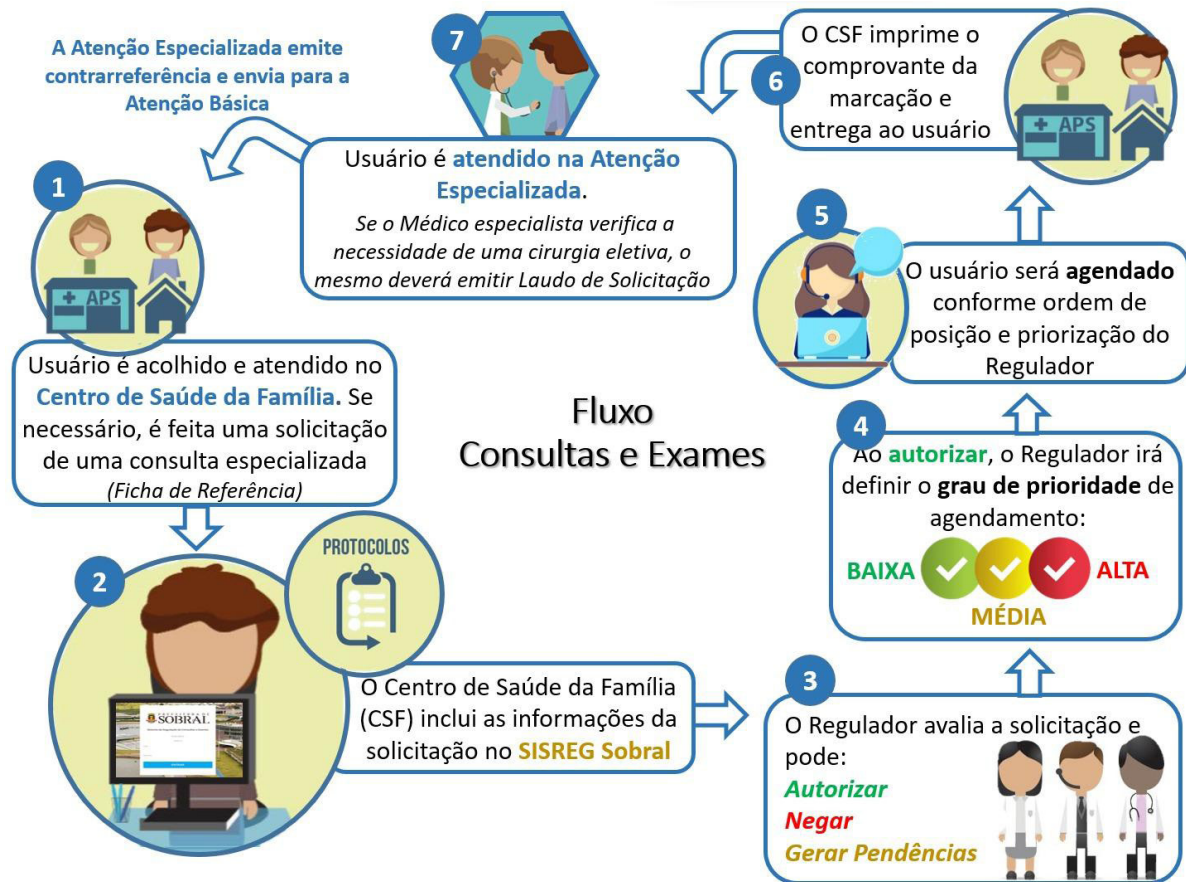 A Atenção Especializada emite
contrarreferência e envia para a
Atenção Básica
1
APS
Usuário é acolhido e atendido no
Centro de Saúde da Família. Se
necessário, é feita uma solicitação
de uma consulta especializada
(Ficha de Referência)
2
PROTOCOLOS
SOBRAL
O Centro de Saúde da Família
(CSF) inclui as informações da
solicitação no SISREG Sobral
3
O Regulador avalia a solicitação e
pode:
Autorizar
Negar
Gerar Pendências
4
Ao autorizar, o Regulador irá
definir o grau de prioridade de
agendamento:
BAIXA
ALTA
MÉDIA
5
O usuário será agendado
conforme ordem de
posição e priorização do
Regulador
6
O CSF imprime o
comprovante da
marcação e
entrega ao usuário
APS
7
Usuário é atendido na Atenção
Especializada.
Se o Médico especialista verifica a
necessidade de uma cirurgia eletiva, o
mesmo deverá emitir Laudo de Solicitação
Fluxo
Consultas e Exames